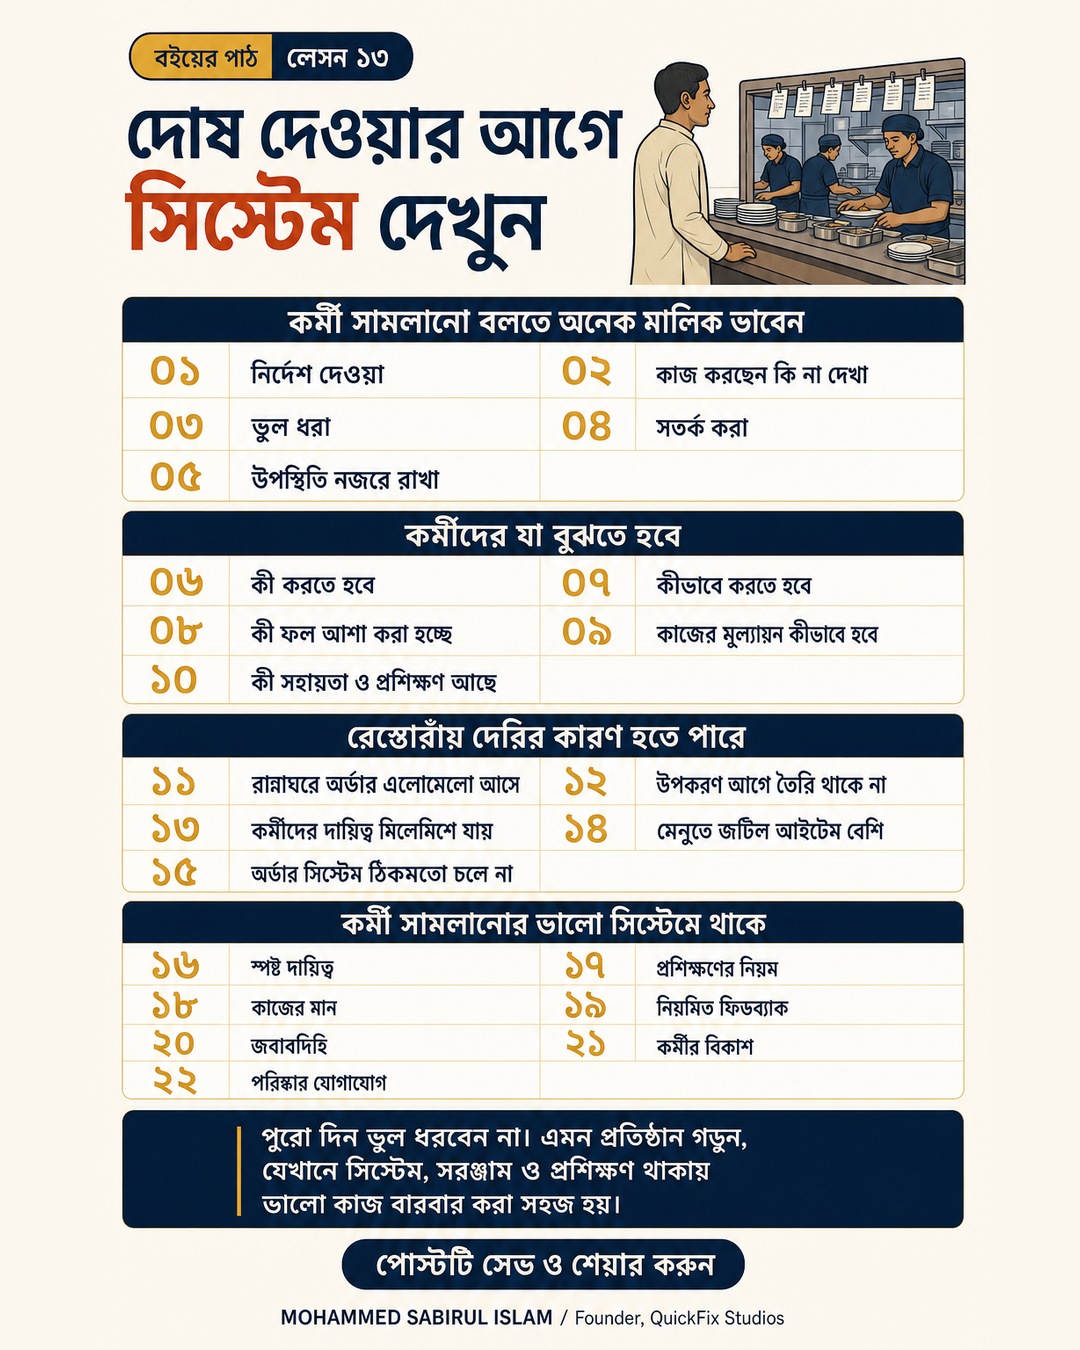 বইয়ের পাঠ লেসন ১৩
দোষ দেওয়ার আগে
সিস্টেম দেখুন
কর্মী সামলানো বলতে অনেক মালিক ভাবেন
০১ নির্দেশ দেওয়া ০২ কাজ করছেন কি না দেখা
০৩ ভুল ধরা ০৪ সতর্ক করা
০৫ উপস্থিতি নজরে রাখা
কর্মীদের যা বুঝতে হবে
০৬ কী করতে হবে ০৭ কীভাবে করতে হবে
০৮ কী ফল আশা করা হচ্ছে ০৯ কাজের মুল্যায়ন কীভাবে হবে
১০ কী সহায়তা ও প্রশিক্ষণ আছে
রেস্তোরাঁয় দেরির কারণ হতে পারে
১১ রান্নাঘরে অর্ডার এলোমেলো আসে ১২ উপকরণ আগে তৈরি থাকে না
১৩ কর্মীদের দায়িত্ব মিলেমিশে যায় ১৪ মেনুতে জটিল আইটেম বেশি
১৫ অর্ডার সিস্টেম ঠিকমতো চলে না
কর্মী সামলানোর ভালো সিস্টেমে থাকে
১৬ স্পষ্ট দায়িত্ব ১৭ প্রশিক্ষণের নিয়ম
১৮ কাজের মান ১৯ নিয়মিত ফিডব্যাক
২০ জবাবদিহি ২১ কর্মীর বিকাশ
২২ পরিষ্কার যোগাযোগ
পুরো দিন ভুল ধরবেন না। এমন প্রতিষ্ঠান গড়ুন,
যেখানে সিস্টেম, সরঞ্জাম ও প্রশিক্ষণ থাকায়
ভালো কাজ বারবার করা সহজ হয়।
পোস্টটি সেভ ও শেয়ার করুন
MOHAMMED SABIRUL ISLAM / Founder, QuickFix Studios